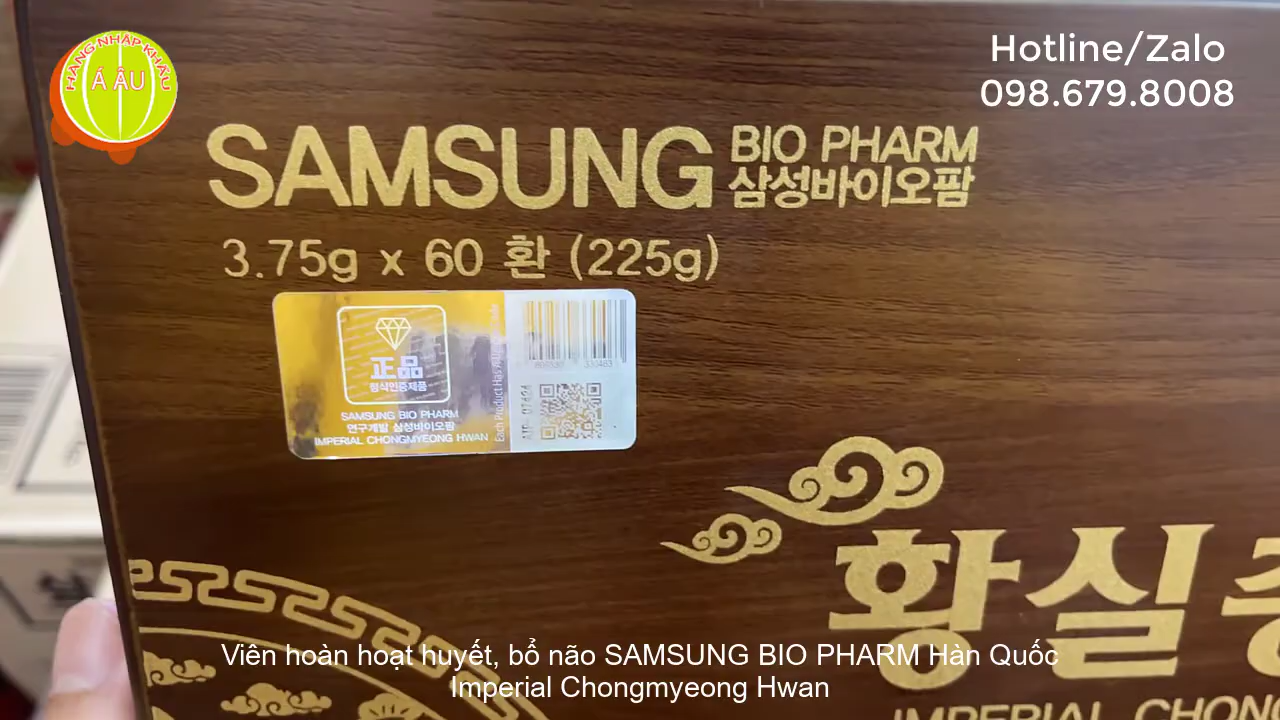 HÀNG NHẬP KHẨU
Á ÂU
Hotline/Zalo
098.679.8008
SAMSUNG BIO PHARM
삼성바이오팜
3.75g x 60 환 (225g)
正品
정식인증제품
SAMSUNG BIO PHARM
연구개발 삼성바이오팜
IMPERIAL CHONGMYEONG HWAN
Each Product Has
황실
IMPERIAL
Viên hoàn hoạt huyết, bổ não SAMSUNG BIO PHARM Hàn Quốc
Imperial Chongmyeong Hwan